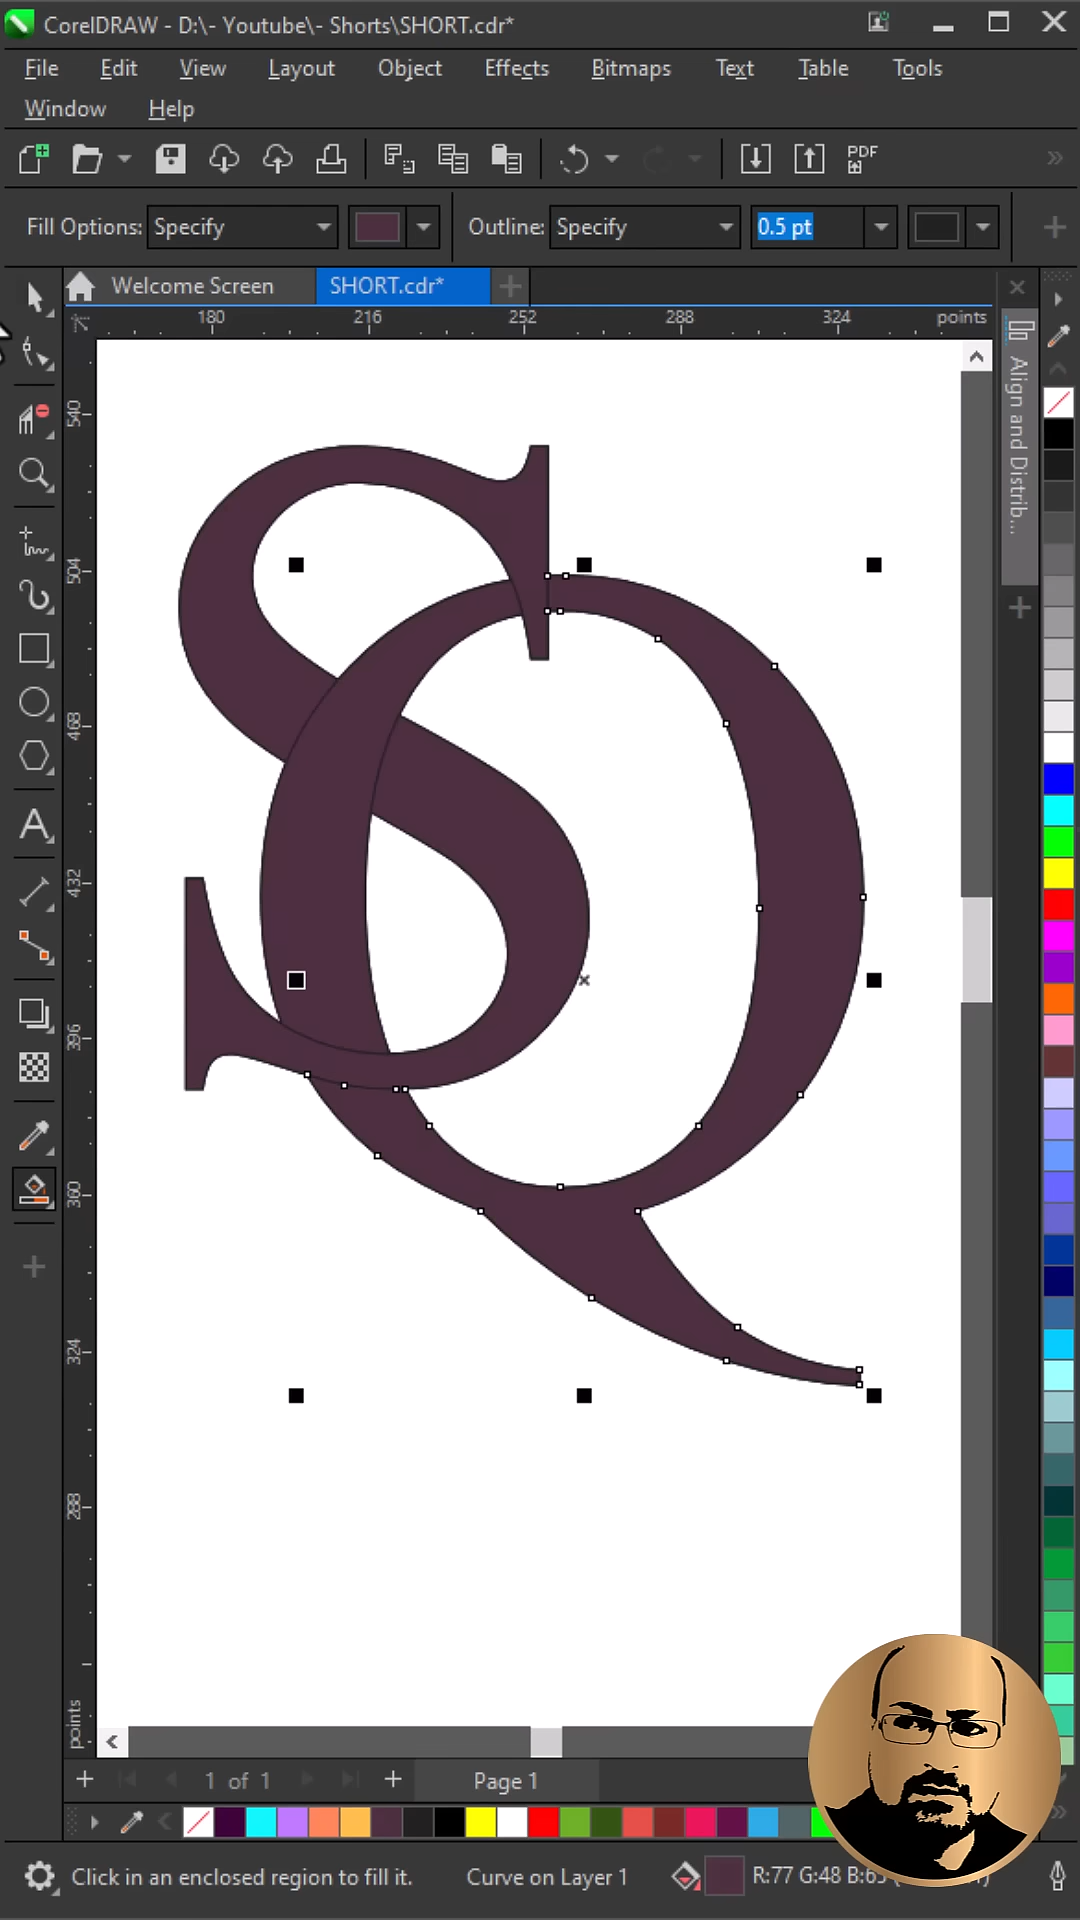 CorelDRAW - D:\- Youtube\- Shorts\SHORT.cdr*
File Edit View Layout Object Effects Bitmaps Text Table Tools
Window Help
PDF
Fill Options: Specify Outline: Specify 0.5 pt
Welcome Screen SHORT.cdr*
180 216 252 288 324 points
540
504
468
432
396
360
324
288
points
Align and Distrib...
SQ
1 of 1 Page 1
Click in an enclosed region to fill it. Curve on Layer 1 R:77 G:48